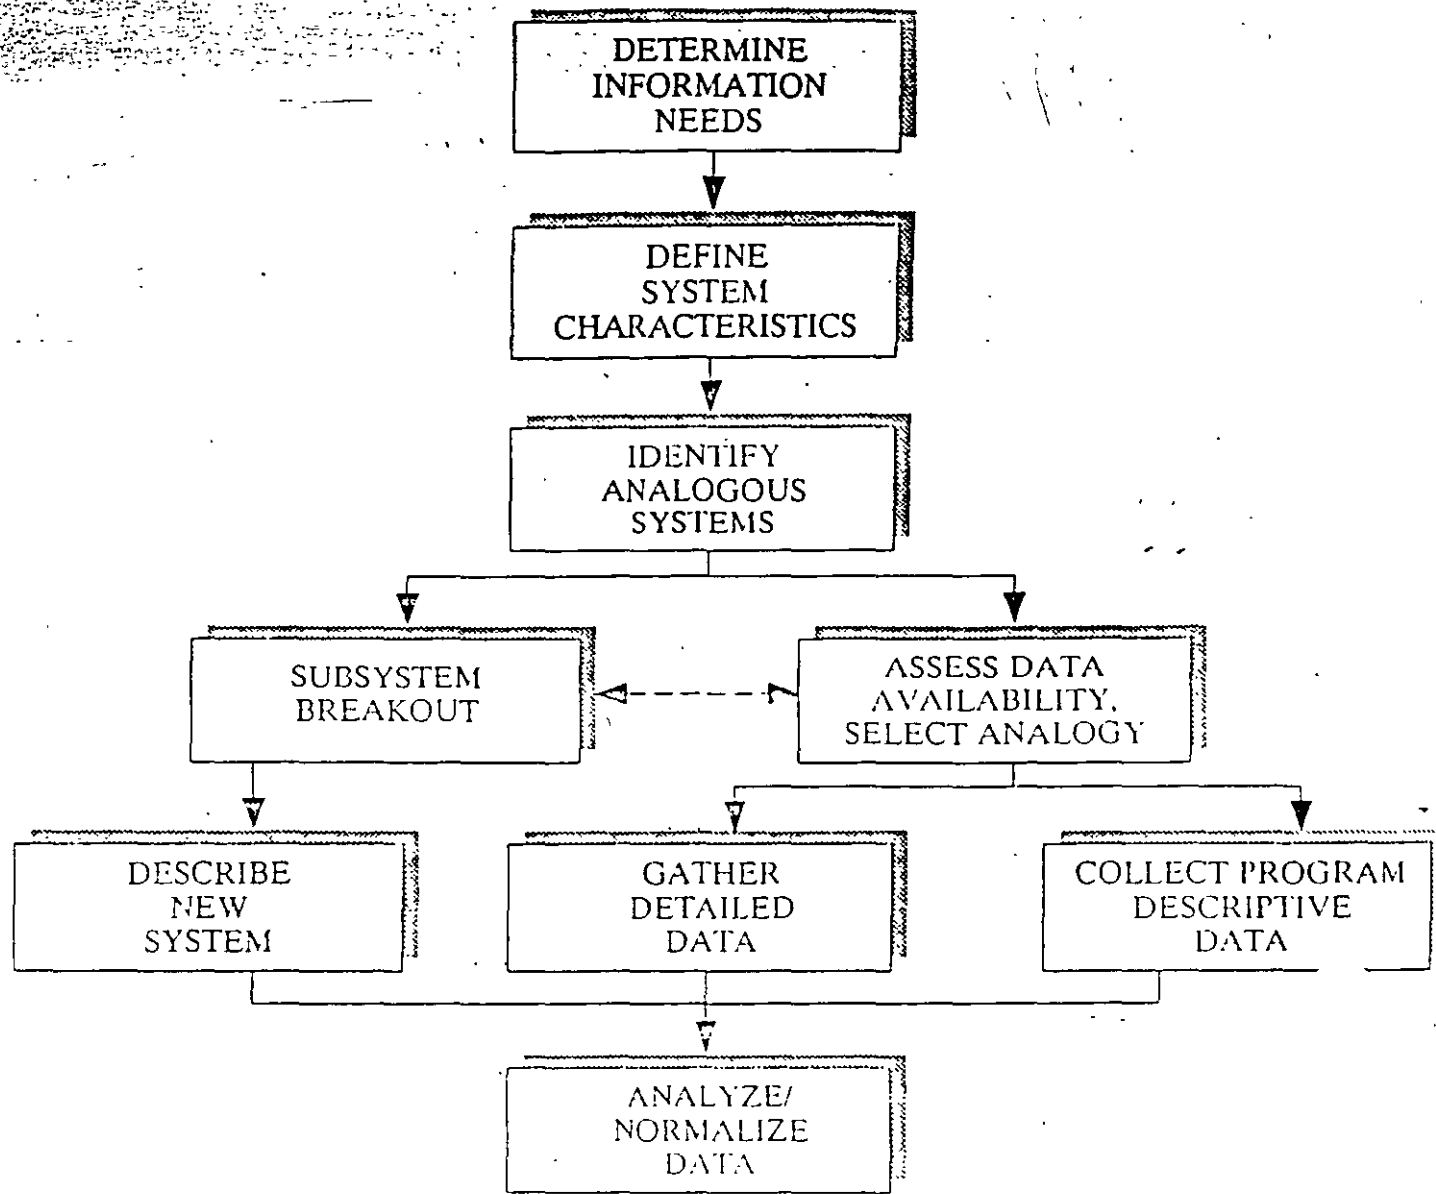 DETERMINE
INFORMATION
NEEDS
DEFINE
SYSTEM
CHARACTERISTICS
IDENTIFY
ANALOGOUS
SYSTEMS
SUBSYSTEM
BREAKOUT
ASSESS DATA
AVAILABILITY,
SELECT ANALOGY
DESCRIBE
NEW
SYSTEM
GATHER
DETAILED
DATA
COLLECT PROGRAM
DESCRIPTIVE
DATA
ANALYZE/
NORMALIZE
DATA